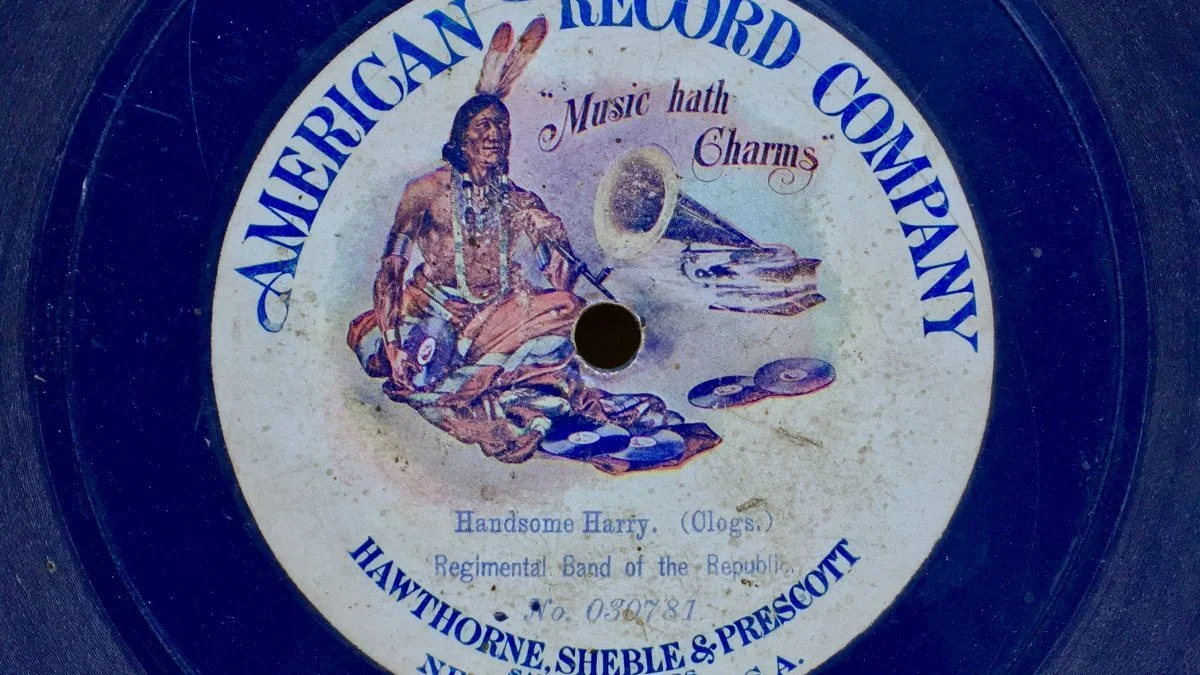 AMERICAN RECORD COMPANY
"Music hath
Charms"
Handsome Harry. (Clogs.)
Regimental Band of the Republic.
No. 030781
HAWTHORNE, SHEBLE & PRESCOTT